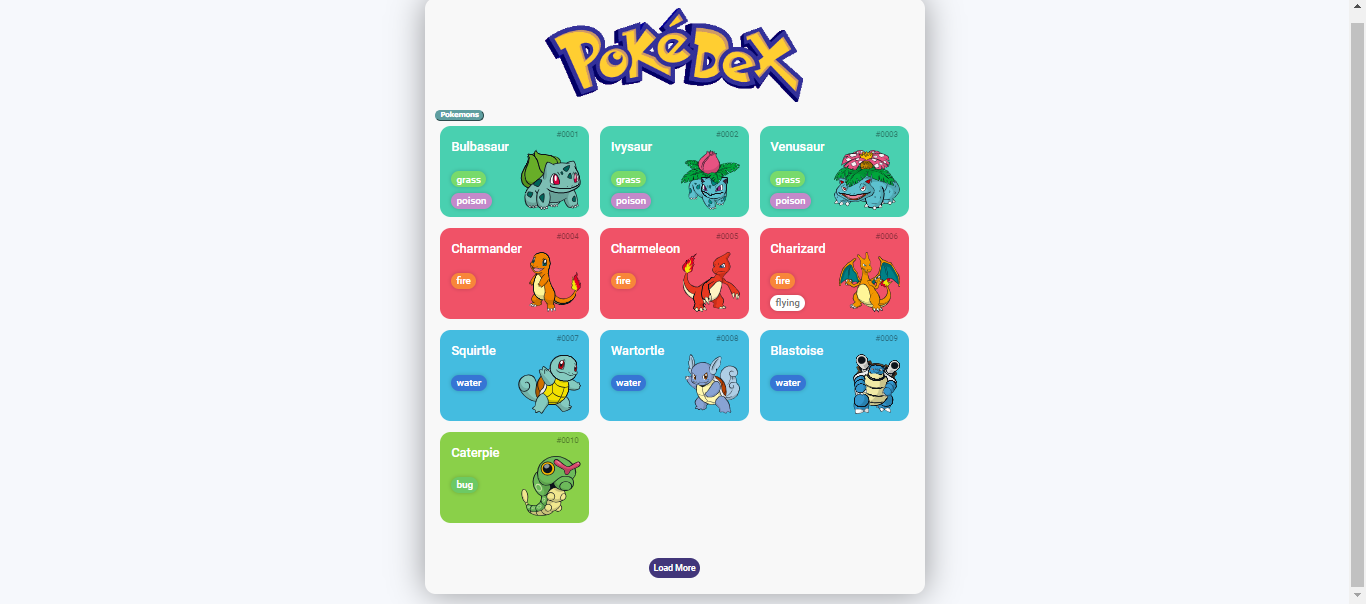 PoKéDeX
Pokemons
#0001
Bulbasaur
grass
poison
#0002
Ivysaur
grass
poison
#0003
Venusaur
grass
poison
#0004
Charmander
fire
#0005
Charmeleon
fire
#0006
Charizard
fire
flying
#0007
Squirtle
water
#0008
Wartortle
water
#0009
Blastoise
water
#0010
Caterpie
bug
Load More